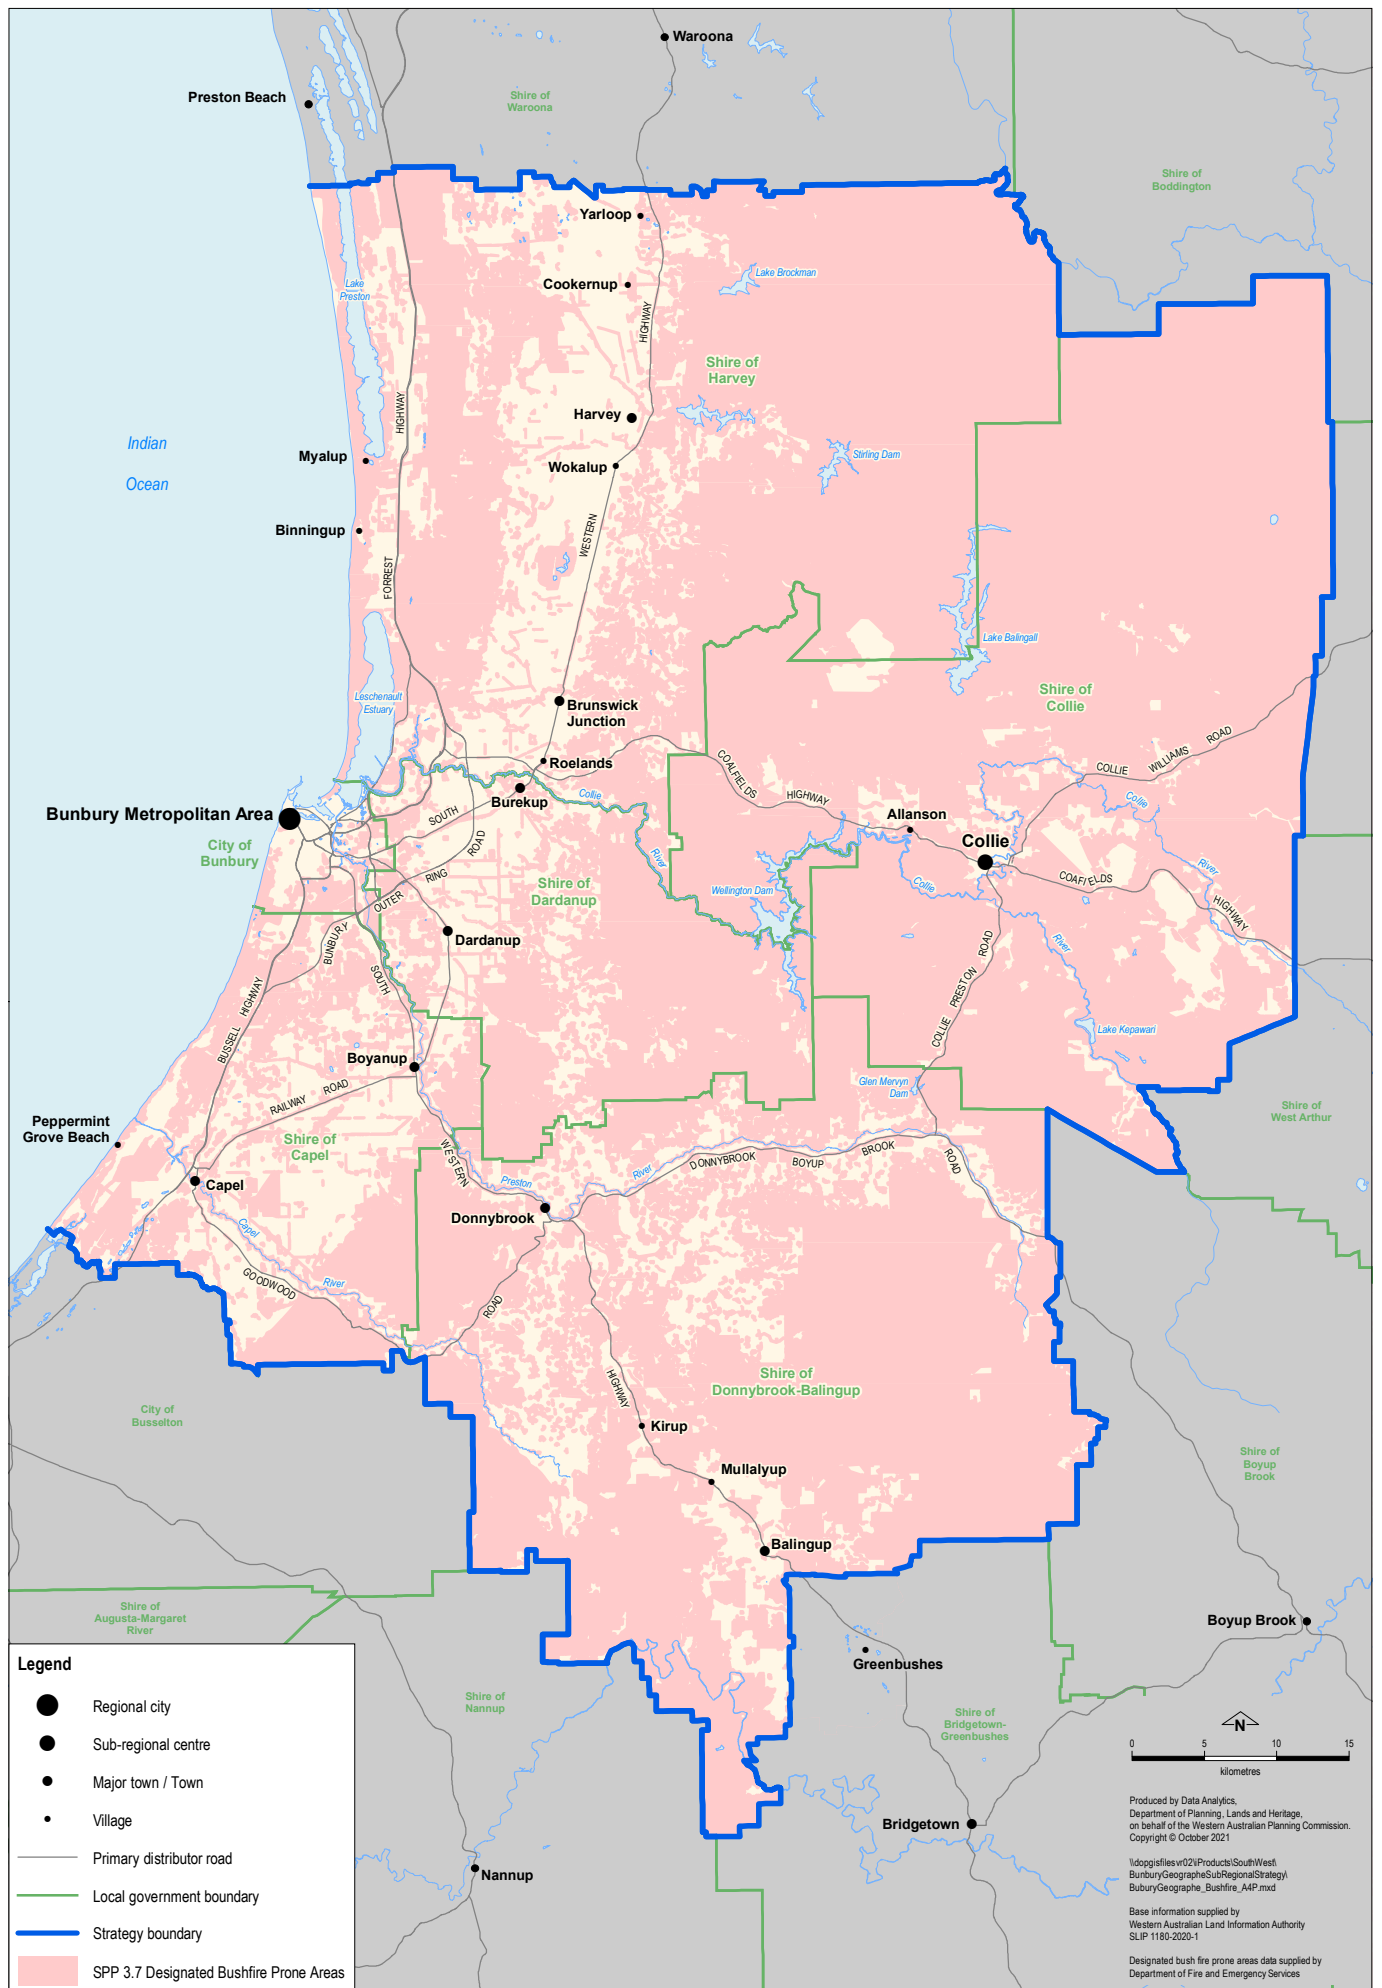 Waroona
Preston Beach
Shire of
Waroona
Shire of
Boddington
Yarloop
Lake
Preston
Cookernup
Lake Brockman
HIGHWAY
Shire of
Harvey
HIGHWAY
Harvey
Indian
Ocean
Myalup
Wokalup
Stirling Dam
Binningup
WESTERN
FORREST
Lake Balingall
Leschenault
Estuary
Shire of
Collie
Brunswick
Junction
Roelands
COALFIELDS
HIGHWAY
COLLIE
WILLIAMS
ROAD
Burekup
Collie
Collie
Bunbury Metropolitan Area
SOUTH
ROAD
Allanson
Collie
City of
Bunbury
River
River
COAFIELDS
HIGHWAY
RING
OUTER
BUNBURY
Shire of
Dardanup
Wellington Dam
Collie
River
Dardanup
SOUTH
ROAD
PRESTON
COLLIE
BUSSELL
HIGHWAY
Lake Kepawari
Boyanup
Glen Mervyn
Dam
RAILWAY
ROAD
Peppermint
Grove Beach
Shire of
Capel
Shire of
West Arthur
WESTERN
DONNYBROOK
BOYUP
BROOK
ROAD
River
Preston
Capel
Donnybrook
Capel
River
GOODWOOD
ROAD
HIGHWAY
Shire of
Donnybrook-Balingup
City of
Busselton
Kirup
Shire of
Boyup
Brook
Mullalyup
Balingup
Shire of
Augusta-Margaret
River
Boyup Brook
Greenbushes
Shire of
Nannup
Shire of
Bridgetown-
Greenbushes
Bridgetown
Nannup
Legend
Regional city
Sub-regional centre
Major town / Town
Village
Primary distributor road
Local government boundary
Strategy boundary
SPP 3.7 Designated Bushfire Prone Areas
N
0 5 10 15
kilometres
Produced by Data Analytics,
Department of Planning, Lands and Heritage,
on behalf of the Western Australian Planning Commission.
Copyright © October 2021
\\dopgisfilesvr02\iProducts\SouthWest\
BunburyGeographeSubRegionalStrategy\
BuburyGeographe_Bushfire_A4P.mxd
Base information supplied by
Western Australian Land Information Authority
SLIP 1180-2020-1
Designated bush fire prone areas data supplied by
Department of Fire and Emergency Services